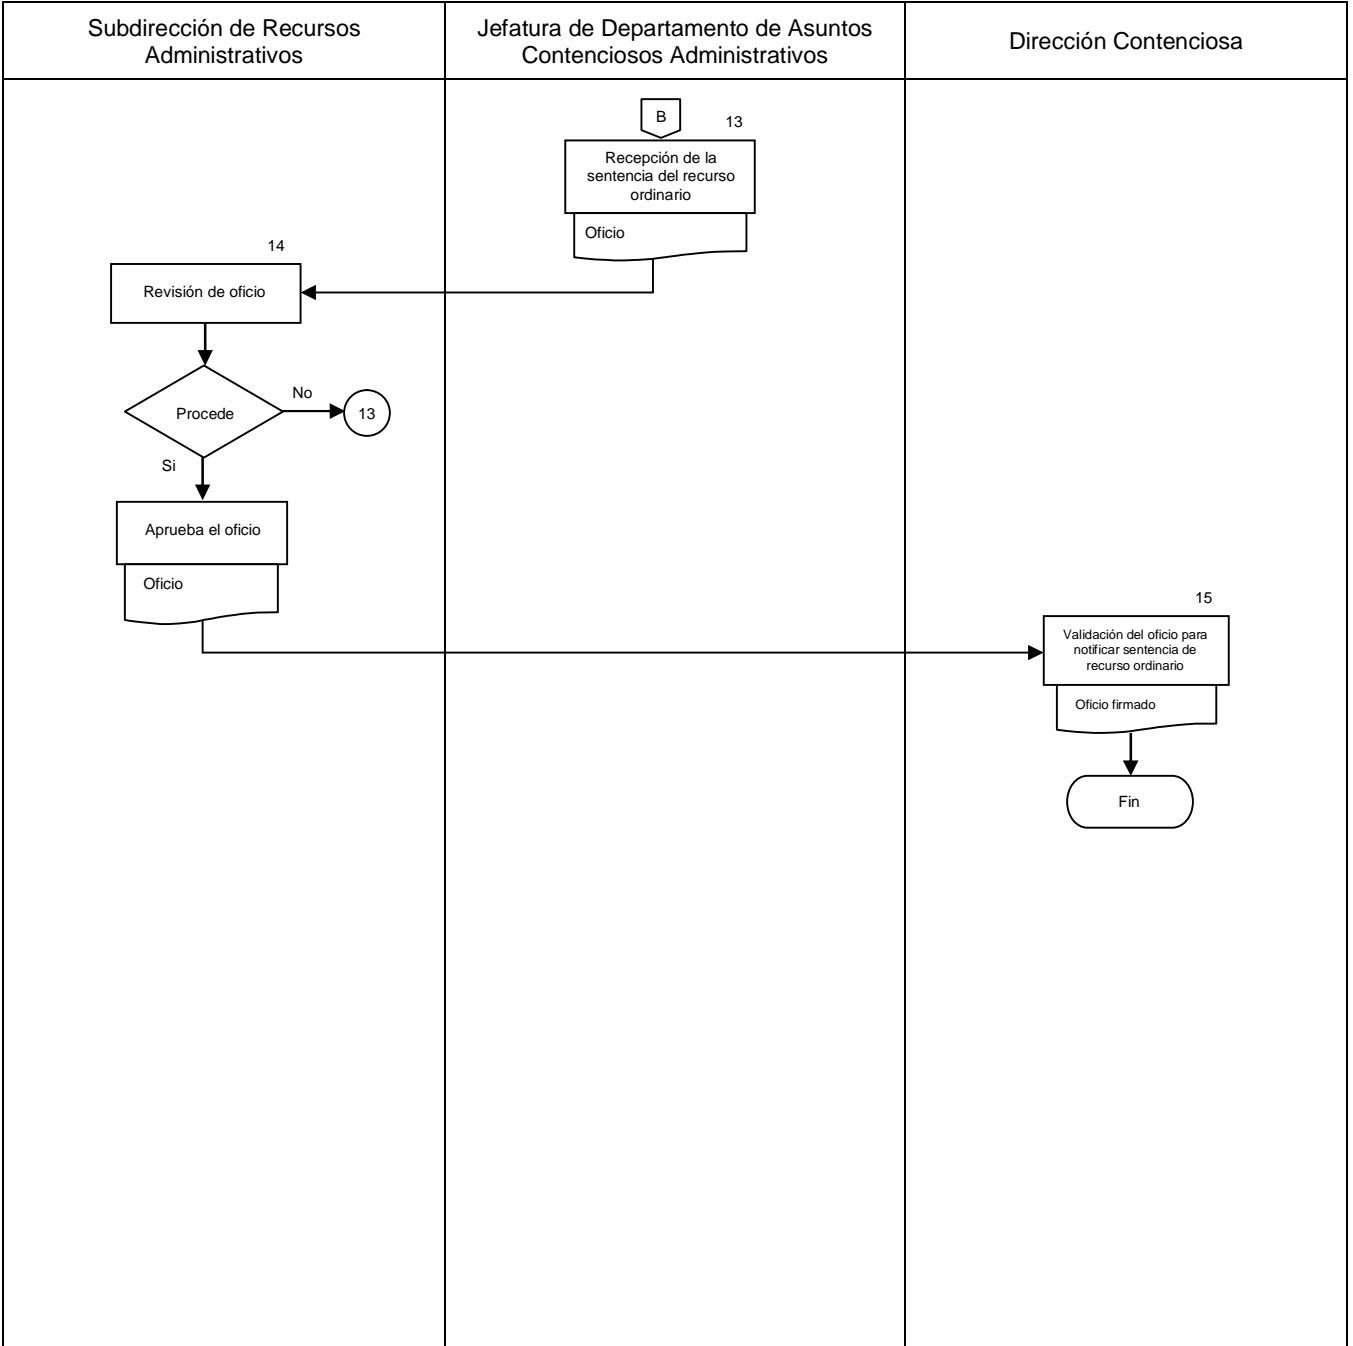 Subdirección de Recursos
Administrativos
Jefatura de Departamento de Asuntos
Contenciosos Administrativos
Dirección Contenciosa
B
13
Recepción de la
sentencia del recurso
ordinario
Oficio
14
Revisión de oficio
Procede
No
13
Si
Aprueba el oficio
Oficio
15
Validación del oficio para
notificar sentencia de
recurso ordinario
Oficio firmado
Fin